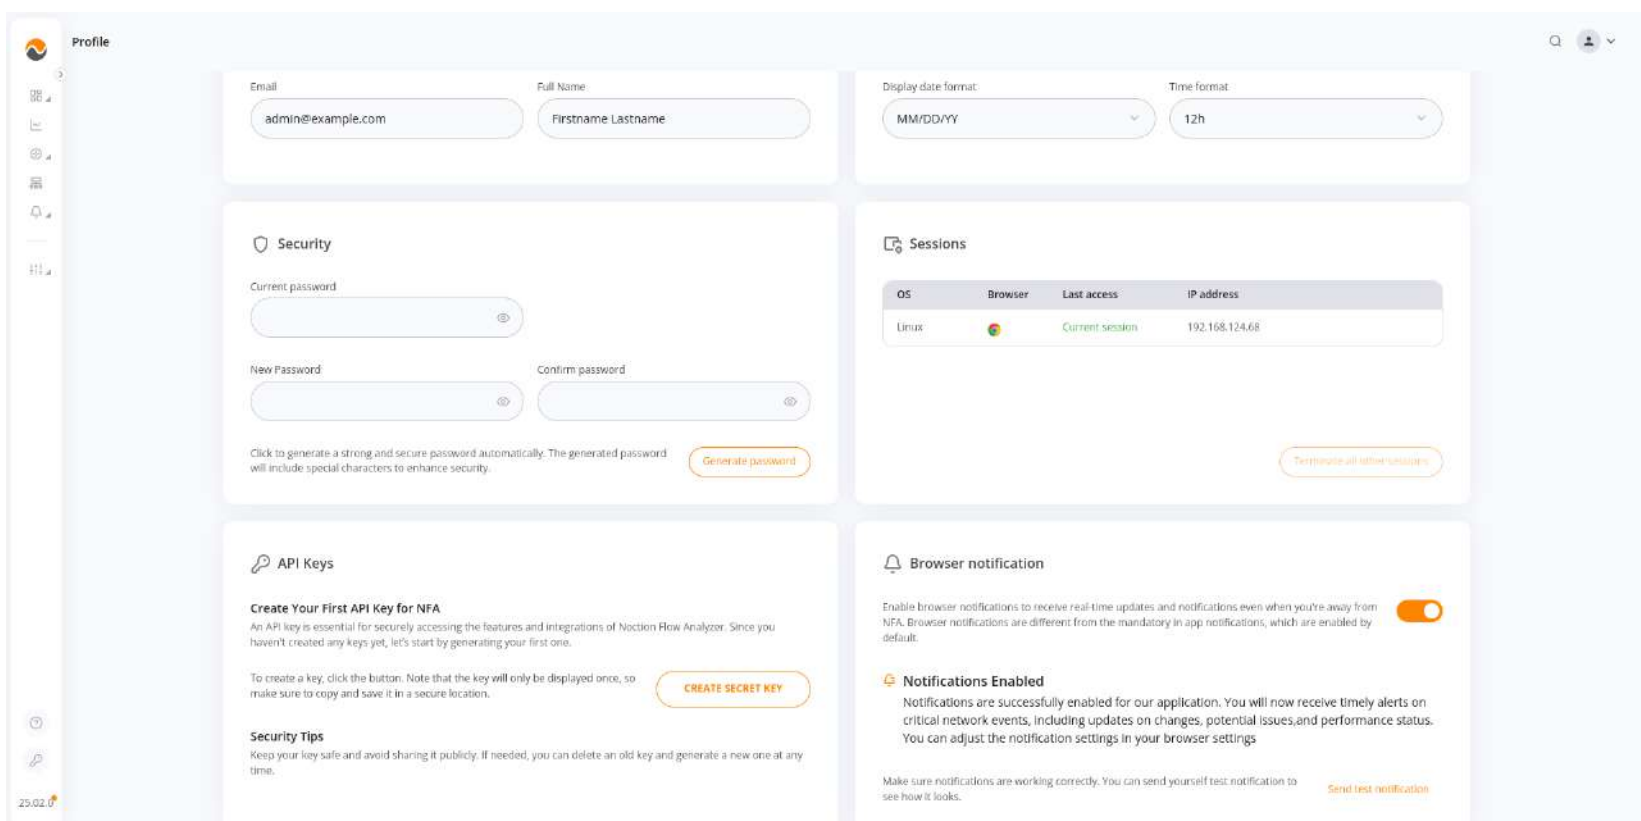 Profile
Email
Full Name
admin@example.com
Firstname Lastname
Display date format
Time format
MM/DD/YY
12h
Security
Current password
New Password
Confirm password
Click to generate a strong and secure password automatically. The generated password
will include special characters to enhance security.
Generate password
Sessions
OS
Browser
Last access
IP address
Linux
Current session
192.168.124.68
Terminate all other sessions
API Keys
Create Your First API Key for NFA
An API key is essential for securely accessing the features and integrations of Noction Flow Analyzer. Since you
haven't created any keys yet, let's start by generating your first one.
To create a key, click the button. Note that the key will only be displayed once, so
make sure to copy and save it in a secure location.
CREATE SECRET KEY
Security Tips
Keep your key safe and avoid sharing it publicly. If needed, you can delete an old key and generate a new one at any
time.
Browser notification
Enable browser notifications to receive real-time updates and notifications even when you're away from
NFA. Browser notifications are different from the mandatory in app notifications, which are enabled by
default.
Notifications Enabled
Notifications are successfully enabled for our application. You will now receive timely alerts on
critical network events, including updates on changes, potential issues,and performance status.
You can adjust the notification settings in your browser settings
Make sure notifications are working correctly. You can send yourself test notification to
see how it looks.
Send test notification
25.02.0